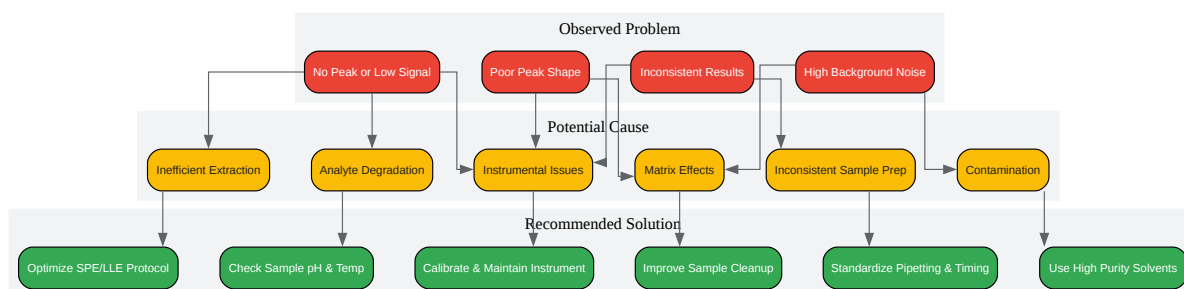 Observed Problem
No Peak or Low Signal
Poor Peak Shape
Inconsistent Results
High Background Noise
Potential Cause
Inefficient Extraction
Analyte Degradation
Instrumental Issues
Matrix Effects
Inconsistent Sample Prep
Contamination
Recommended Solution
Optimize SPE/LLE Protocol
Check Sample pH & Temp
Calibrate & Maintain Instrument
Improve Sample Cleanup
Standardize Pipetting & Timing
Use High Purity Solvents